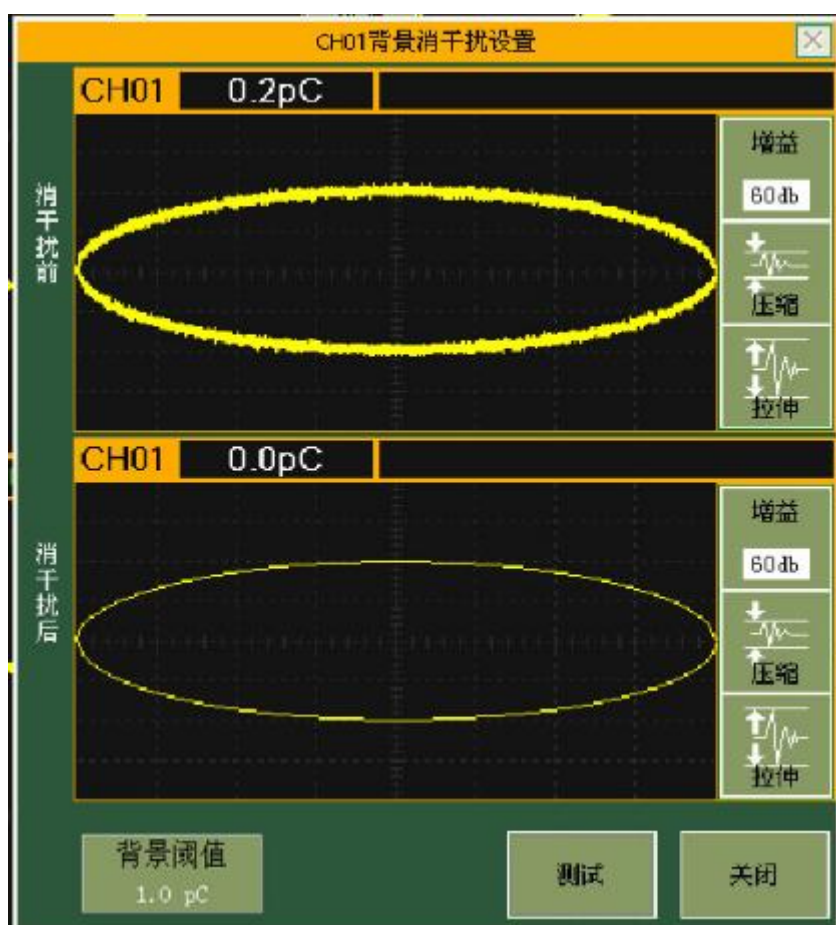 CH01背景消干扰设置
CH01 0.2pC
消干扰前
增益
60db
压缩
拉伸
CH01 0.0pC
消干扰后
增益
60db
压缩
拉伸
背景阈值
1.0 pC
测试
关闭